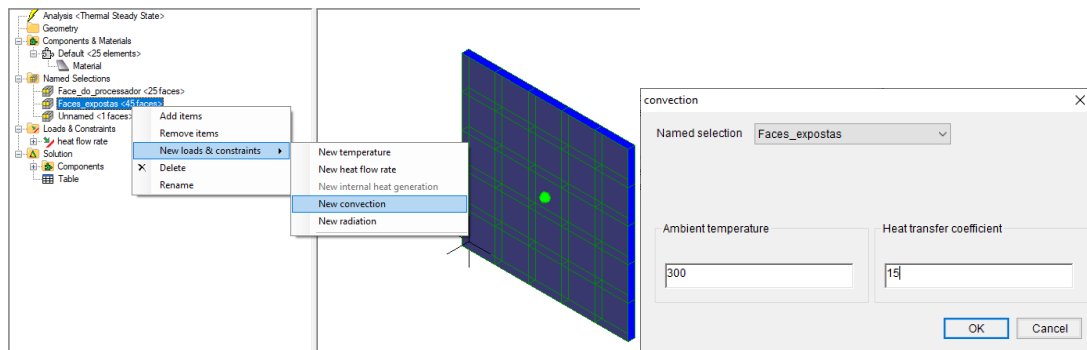 Analysis <Thermal Steady State>
Geometry
Components & Materials
Default <25 elements>
Material
Named Selections
Face_do_processador <25 faces>
Faces_expostas <45 faces>
Unnamed <1 faces>
Loads & Constraints
heat flow rate
Solution
Components
Table
Add items
Remove items
New loads & constraints
Delete
Rename
New temperature
New heat flow rate
New internal heat generation
New convection
New radiation
convection
Named selection Faces_expostas
Ambient temperature Heat transfer coefficient
300 15
OK Cancel